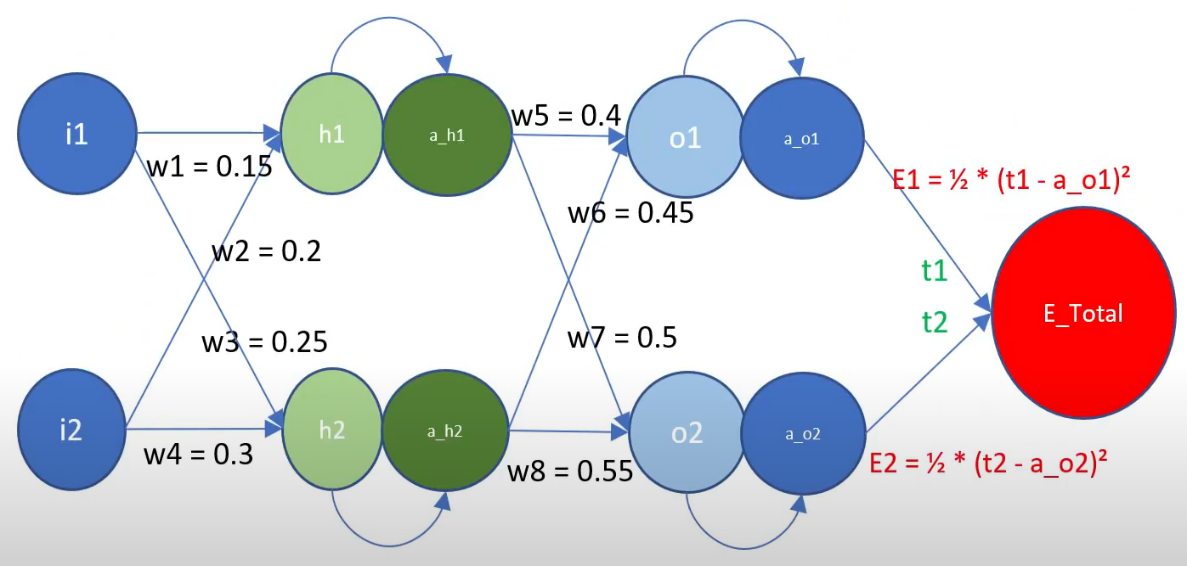 i1
h1
a_h1
w5 = 0.4
o1
a_o1
w1 = 0.15
E1 = ½ * (t1 - a_o1)²
w6 = 0.45
w2 = 0.2
t1
t2
E_Total
w3 = 0.25
w7 = 0.5
i2
h2
a_h2
o2
a_o2
w4 = 0.3
w8 = 0.55
E2 = ½ * (t2 - a_o2)²